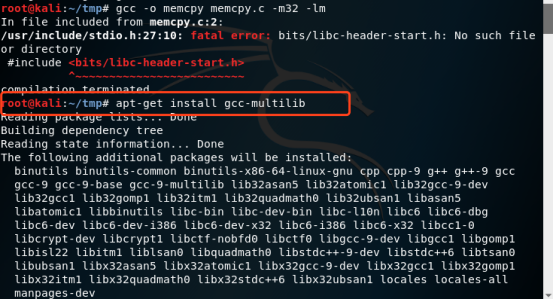 root@kali:~/tmp# gcc -o memcpy memcpy.c -m32 -lm
In file included from memcpy.c:2:
/usr/include/stdio.h:27:10: fatal error: bits/libc-header-start.h: No such file
or directory
 #include <bits/libc-header-start.h>
          ^~~~~~~~~~~~~~~~~~~~~~~~~~
compilation terminated.
root@kali:~/tmp# apt-get install gcc-multilib
Reading package lists... Done
Building dependency tree
Reading state information... Done
The following additional packages will be installed:
  binutils binutils-common binutils-x86-64-linux-gnu cpp cpp-9 g++ g++-9 gcc
  gcc-9 gcc-9-base gcc-9-multilib lib32asan5 lib32atomic1 lib32gcc-9-dev
  lib32gcc1 lib32gomp1 lib32itm1 lib32quadmath0 lib32ubsan1 libasan5
  libatomic1 libbinutils libc-bin libc-dev-bin libc-l10n libc6 libc6-dbg
  libc6-dev libc6-dev-i386 libc6-dev-x32 libc6-i386 libc6-x32 libcc1-0
  libcrypt-dev libcrypt1 libctf-nobfd0 libctf0 libgcc-9-dev libgcc1 libgomp1
  libisl22 libitm1 liblsan0 libquadmath0 libstdc++-9-dev libstdc++6 libtsan0
  libubsan1 libx32asan5 libx32atomic1 libx32gcc-9-dev libx32gcc1 libx32gomp1
  libx32itm1 libx32quadmath0 libx32stdc++6 libx32ubsan1 locales locales-all
  manpages-dev